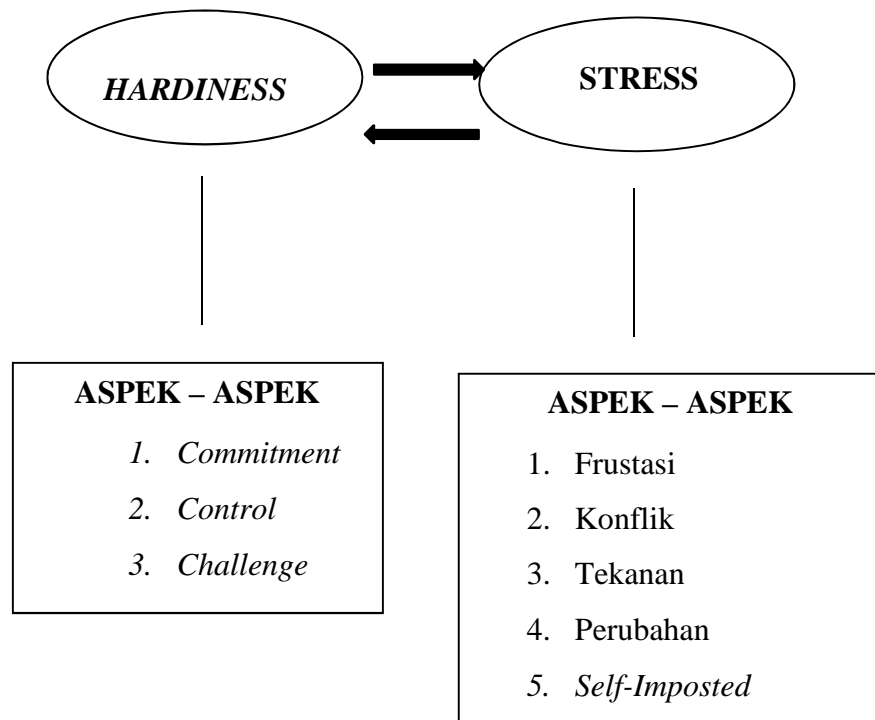 HARDINESS
STRESS
ASPEK – ASPEK
1. Commitment
2. Control
3. Challenge
ASPEK – ASPEK
1. Frustasi
2. Konflik
3. Tekanan
4. Perubahan
5. Self-Imposted